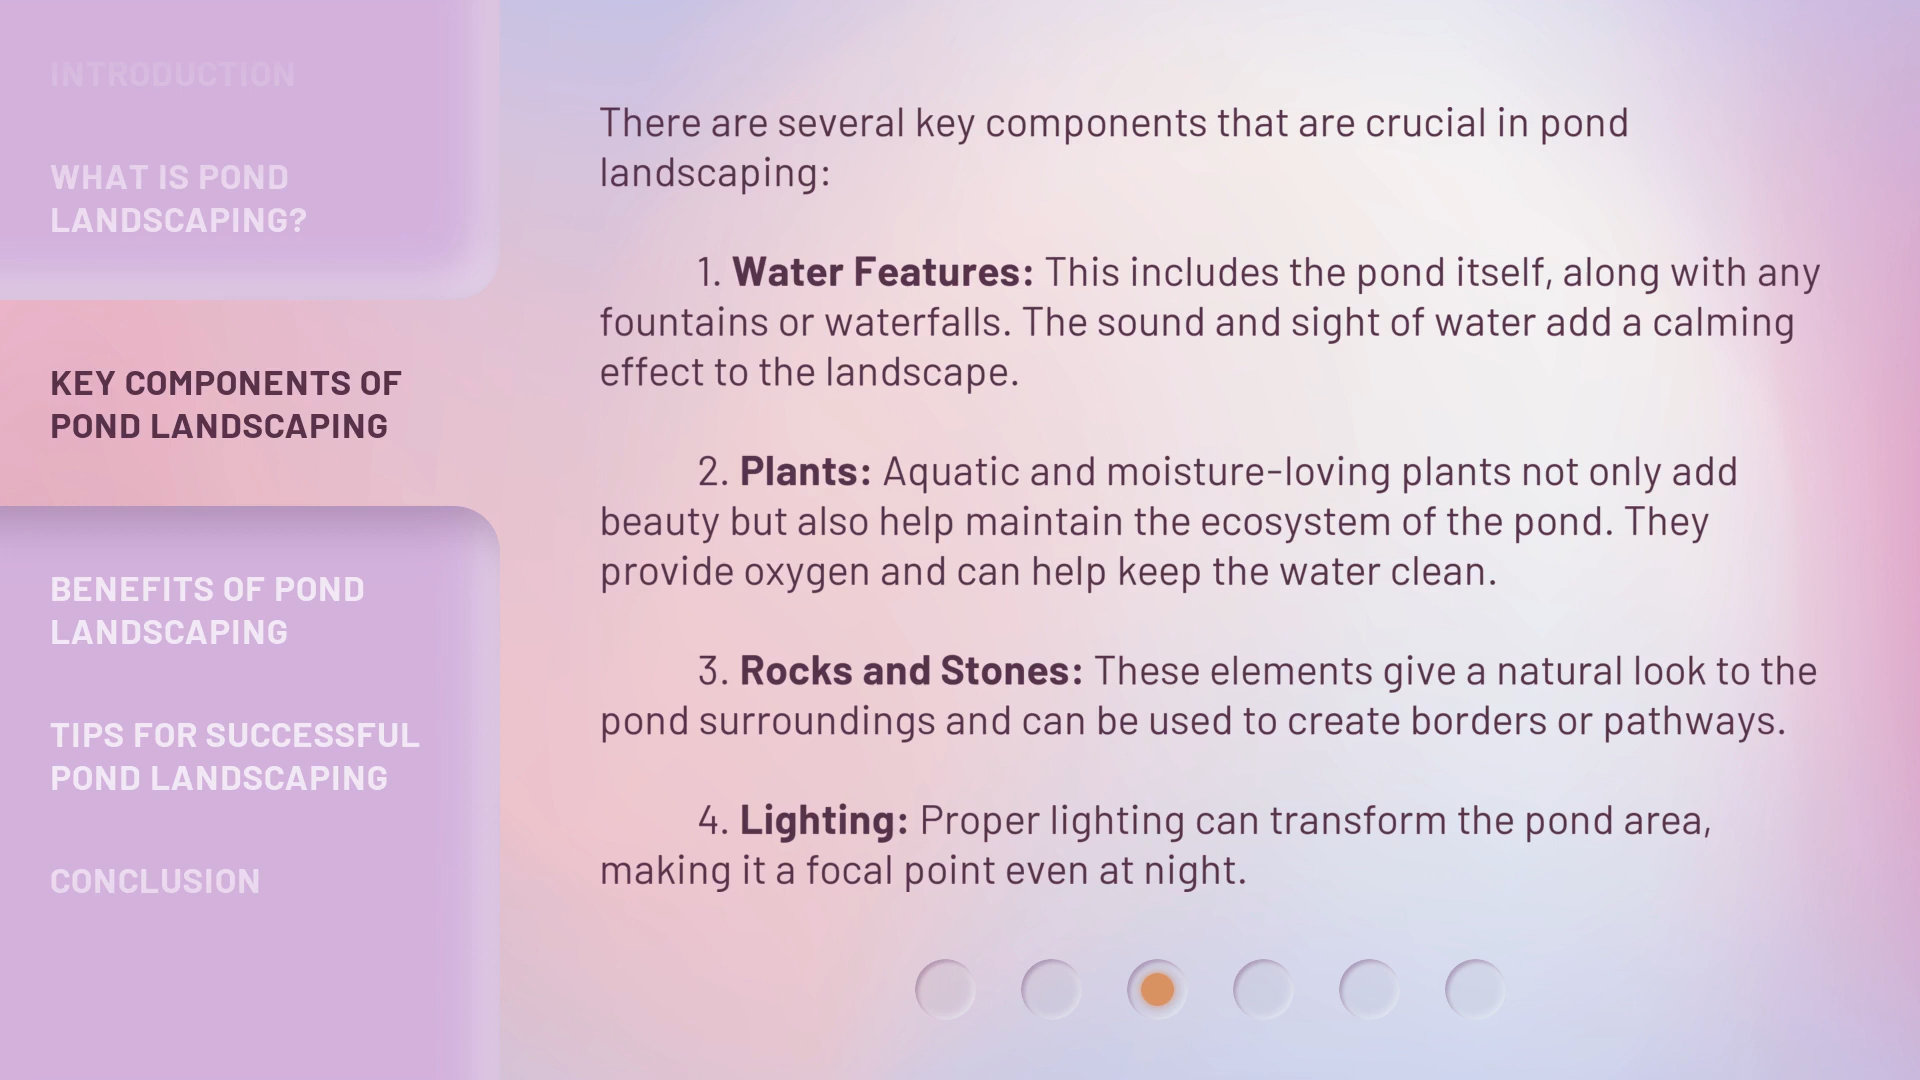 INTRODUCTION
WHAT IS POND
LANDSCAPING?
KEY COMPONENTS OF
POND LANDSCAPING
BENEFITS OF POND
LANDSCAPING
TIPS FOR SUCCESSFUL
POND LANDSCAPING
CONCLUSION
There are several key components that are crucial in pond
landscaping:
1. Water Features: This includes the pond itself, along with any
fountains or waterfalls. The sound and sight of water add a calming
effect to the landscape.
2. Plants: Aquatic and moisture-loving plants not only add
beauty but also help maintain the ecosystem of the pond. They
provide oxygen and can help keep the water clean.
3. Rocks and Stones: These elements give a natural look to the
pond surroundings and can be used to create borders or pathways.
4. Lighting: Proper lighting can transform the pond area,
making it a focal point even at night.